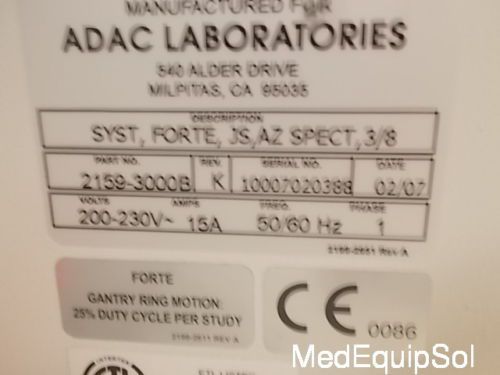 MANUFACTURED FOR
ADAC LABORATORIES
540 ALDER DRIVE
MILPITAS, CA 95035
DESCRIPTION
SYST, FORTE, JS,AZ SPECT,3/8
PART NO. REV. SERIAL NO. DATE
2159-3000B K 10007020388 02/07
VOLTS AMPS FREQ. PHASE
200-230V~ 15A 50/60 Hz 1
FORTE
GANTRY RING MOTION:
25% DUTY CYCLE PER STUDY
CE 0086
MedEquipSol